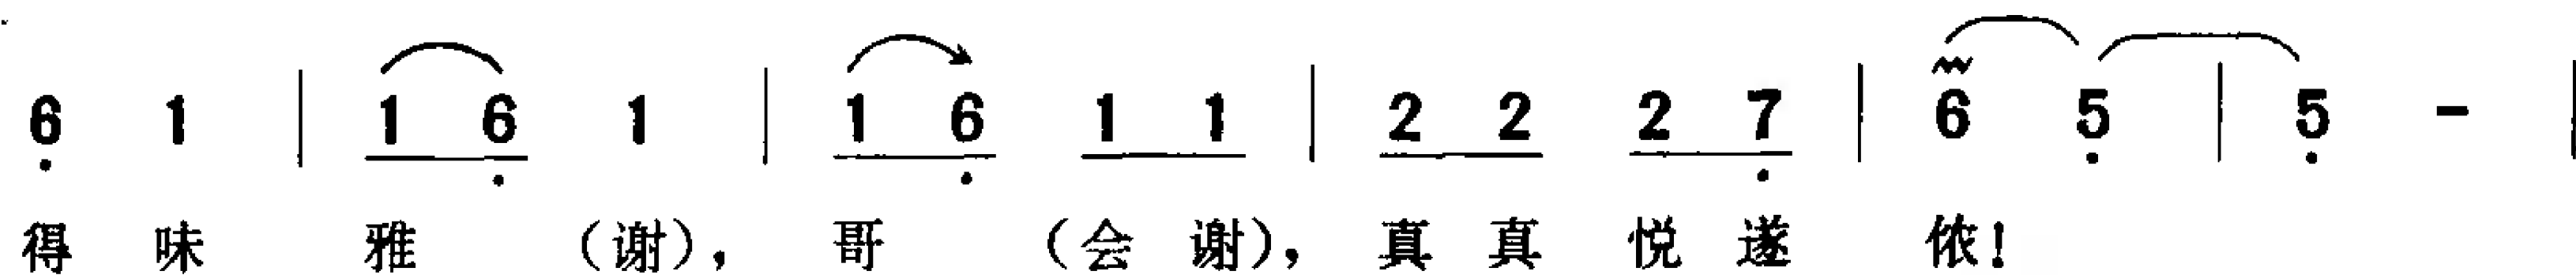 6 1 | 1 6 1 | 1 6 1 1 | 2 2 2 7 | 6 5 | 5 - |
得 味 雅 （谢）， 哥 （会 谢）， 真 真 悦 遂 侬！